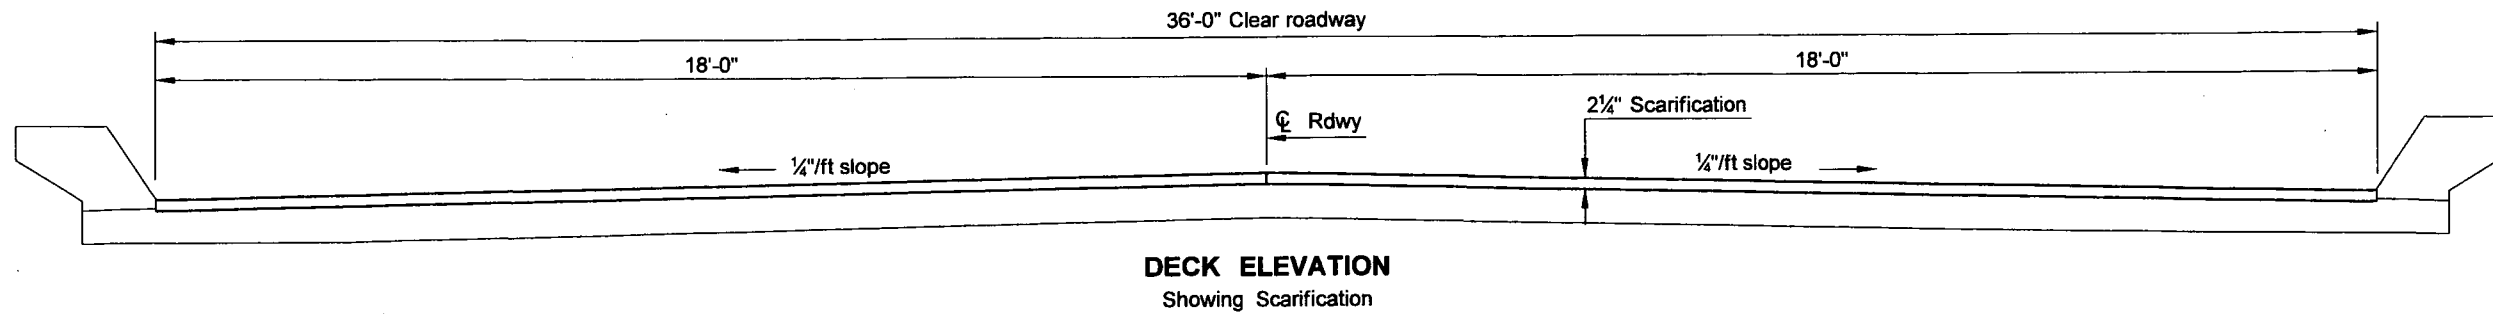 36'-0" Clear roadway
18'-0"
18'-0"
2¼" Scarification
℄ Rdwy
¼"/ft slope
¼"/ft slope
DECK ELEVATION
Showing Scarification